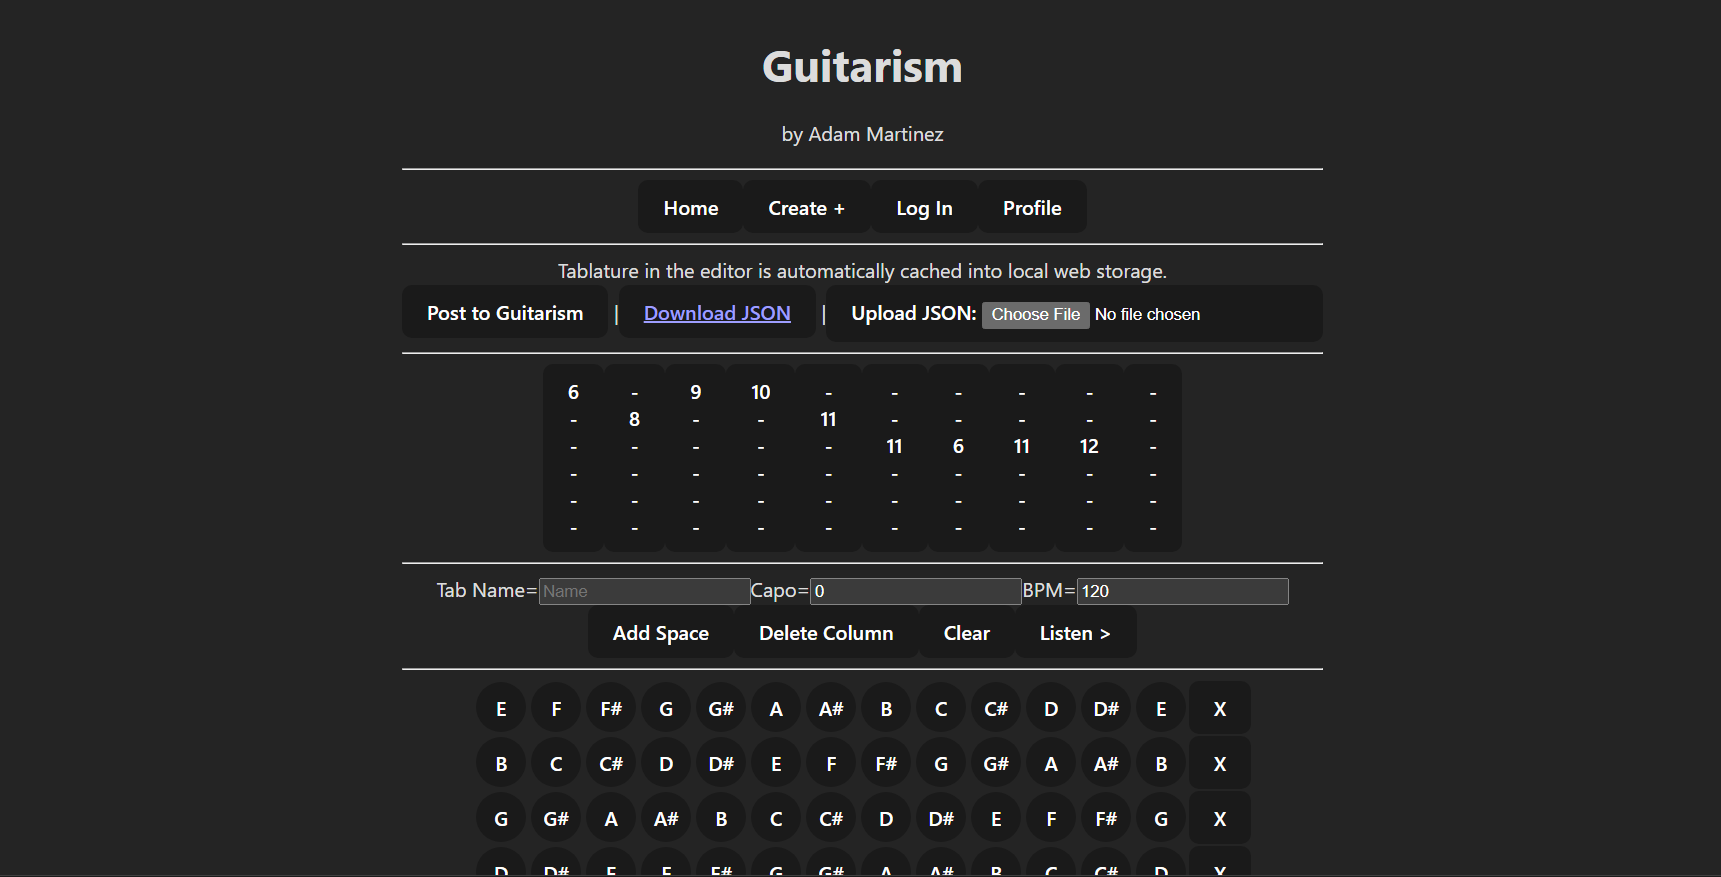 Guitarism
by Adam Martinez
Home Create + Log In Profile
Tablature in the editor is automatically cached into local web storage.
Post to Guitarism | Download JSON | Upload JSON: Choose File No file chosen
6 - 9 10 - - - - - -
- 8 - - 11 - - - - -
- - - - - 11 6 11 12 -
- - - - - - - - - -
- - - - - - - - - -
- - - - - - - - - -
Tab Name= Name Capo= 0 BPM= 120
Add Space Delete Column Clear Listen >
E F F# G G# A A# B C C# D D# E X
B C C# D D# E F F# G G# A A# B X
G G# A A# B C C# D D# E F F# G X
D D# E F F# G G# A A# B C C# D X